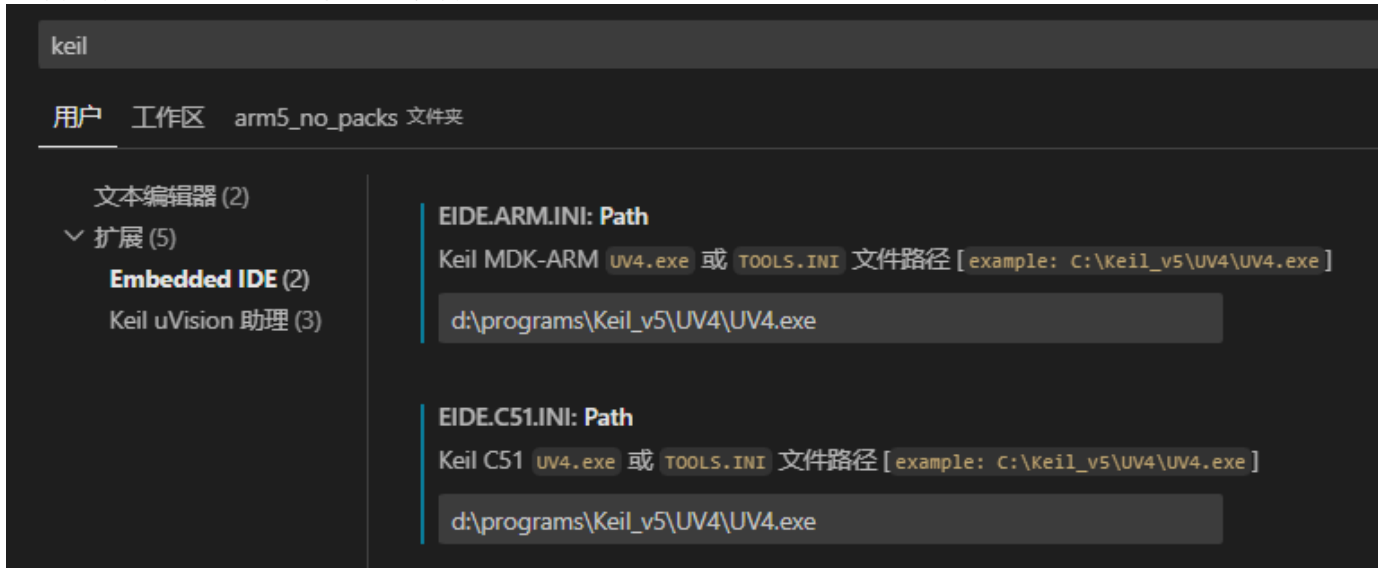 keil
用户 工作区 arm5_no_packs 文件夹
文本编辑器 (2)
扩展 (5)
Embedded IDE (2)
Keil uVision 助理 (3)
EIDE.ARM.INI: Path
Keil MDK-ARM UV4.exe 或 TOOLS.INI 文件路径 [example: C:\Keil_v5\UV4\UV4.exe]
d:\programs\Keil_v5\UV4\UV4.exe
EIDE.C51.INI: Path
Keil C51 UV4.exe 或 TOOLS.INI 文件路径 [example: C:\Keil_v5\UV4\UV4.exe]
d:\programs\Keil_v5\UV4\UV4.exe